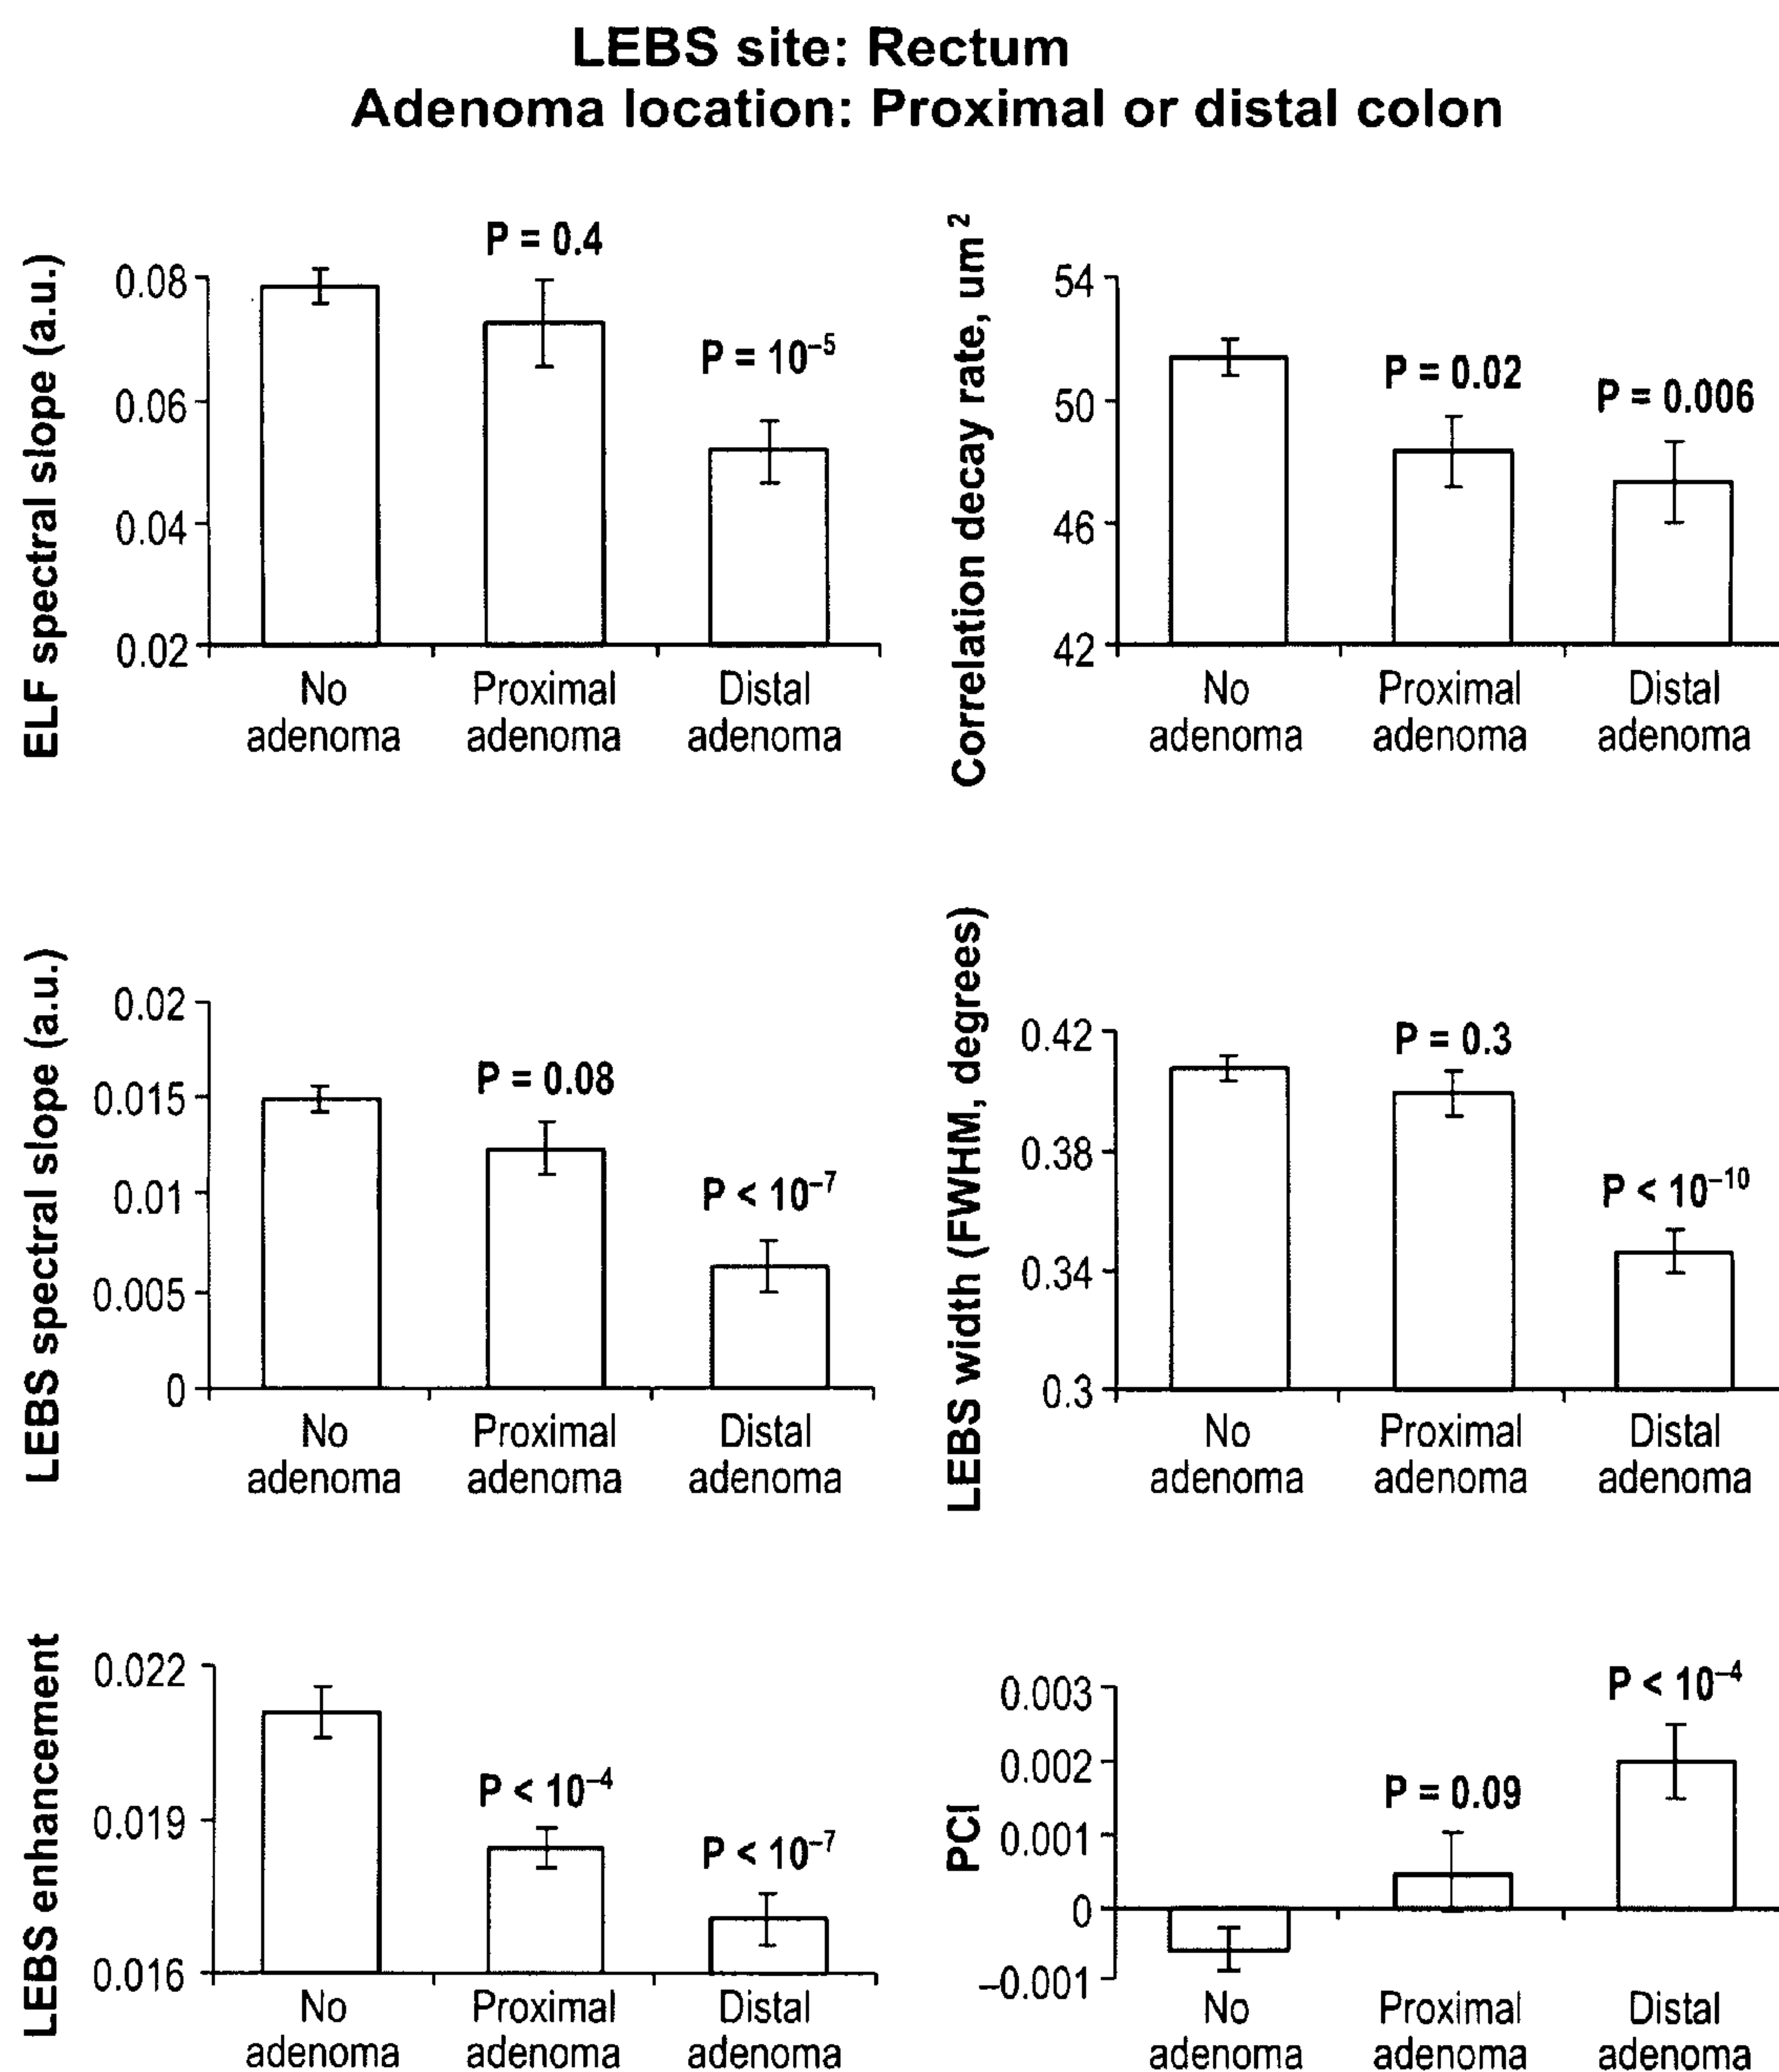 LEBS site: Rectum
Adenoma location: Proximal or distal colon
ELF spectral slope (a.u.)
0.08
0.06
0.04
0.02
P = 0.4
P = 10⁻⁵
No
adenoma
Proximal
adenoma
Distal
adenoma
Correlation decay rate, um²
54
50
46
42
P = 0.02
P = 0.006
No
adenoma
Proximal
adenoma
Distal
adenoma
LEBS spectral slope (a.u.)
0.02
0.015
0.01
0.005
0
P = 0.08
P < 10⁻⁷
No
adenoma
Proximal
adenoma
Distal
adenoma
LEBS width (FWHM, degrees)
0.42
0.38
0.34
0.3
P = 0.3
P < 10⁻¹⁰
No
adenoma
Proximal
adenoma
Distal
adenoma
LEBS enhancement
0.022
0.019
0.016
P < 10⁻⁴
P < 10⁻⁷
No
adenoma
Proximal
adenoma
Distal
adenoma
PCI
0.003
0.002
0.001
0
−0.001
P = 0.09
P < 10⁻⁴
No
adenoma
Proximal
adenoma
Distal
adenoma